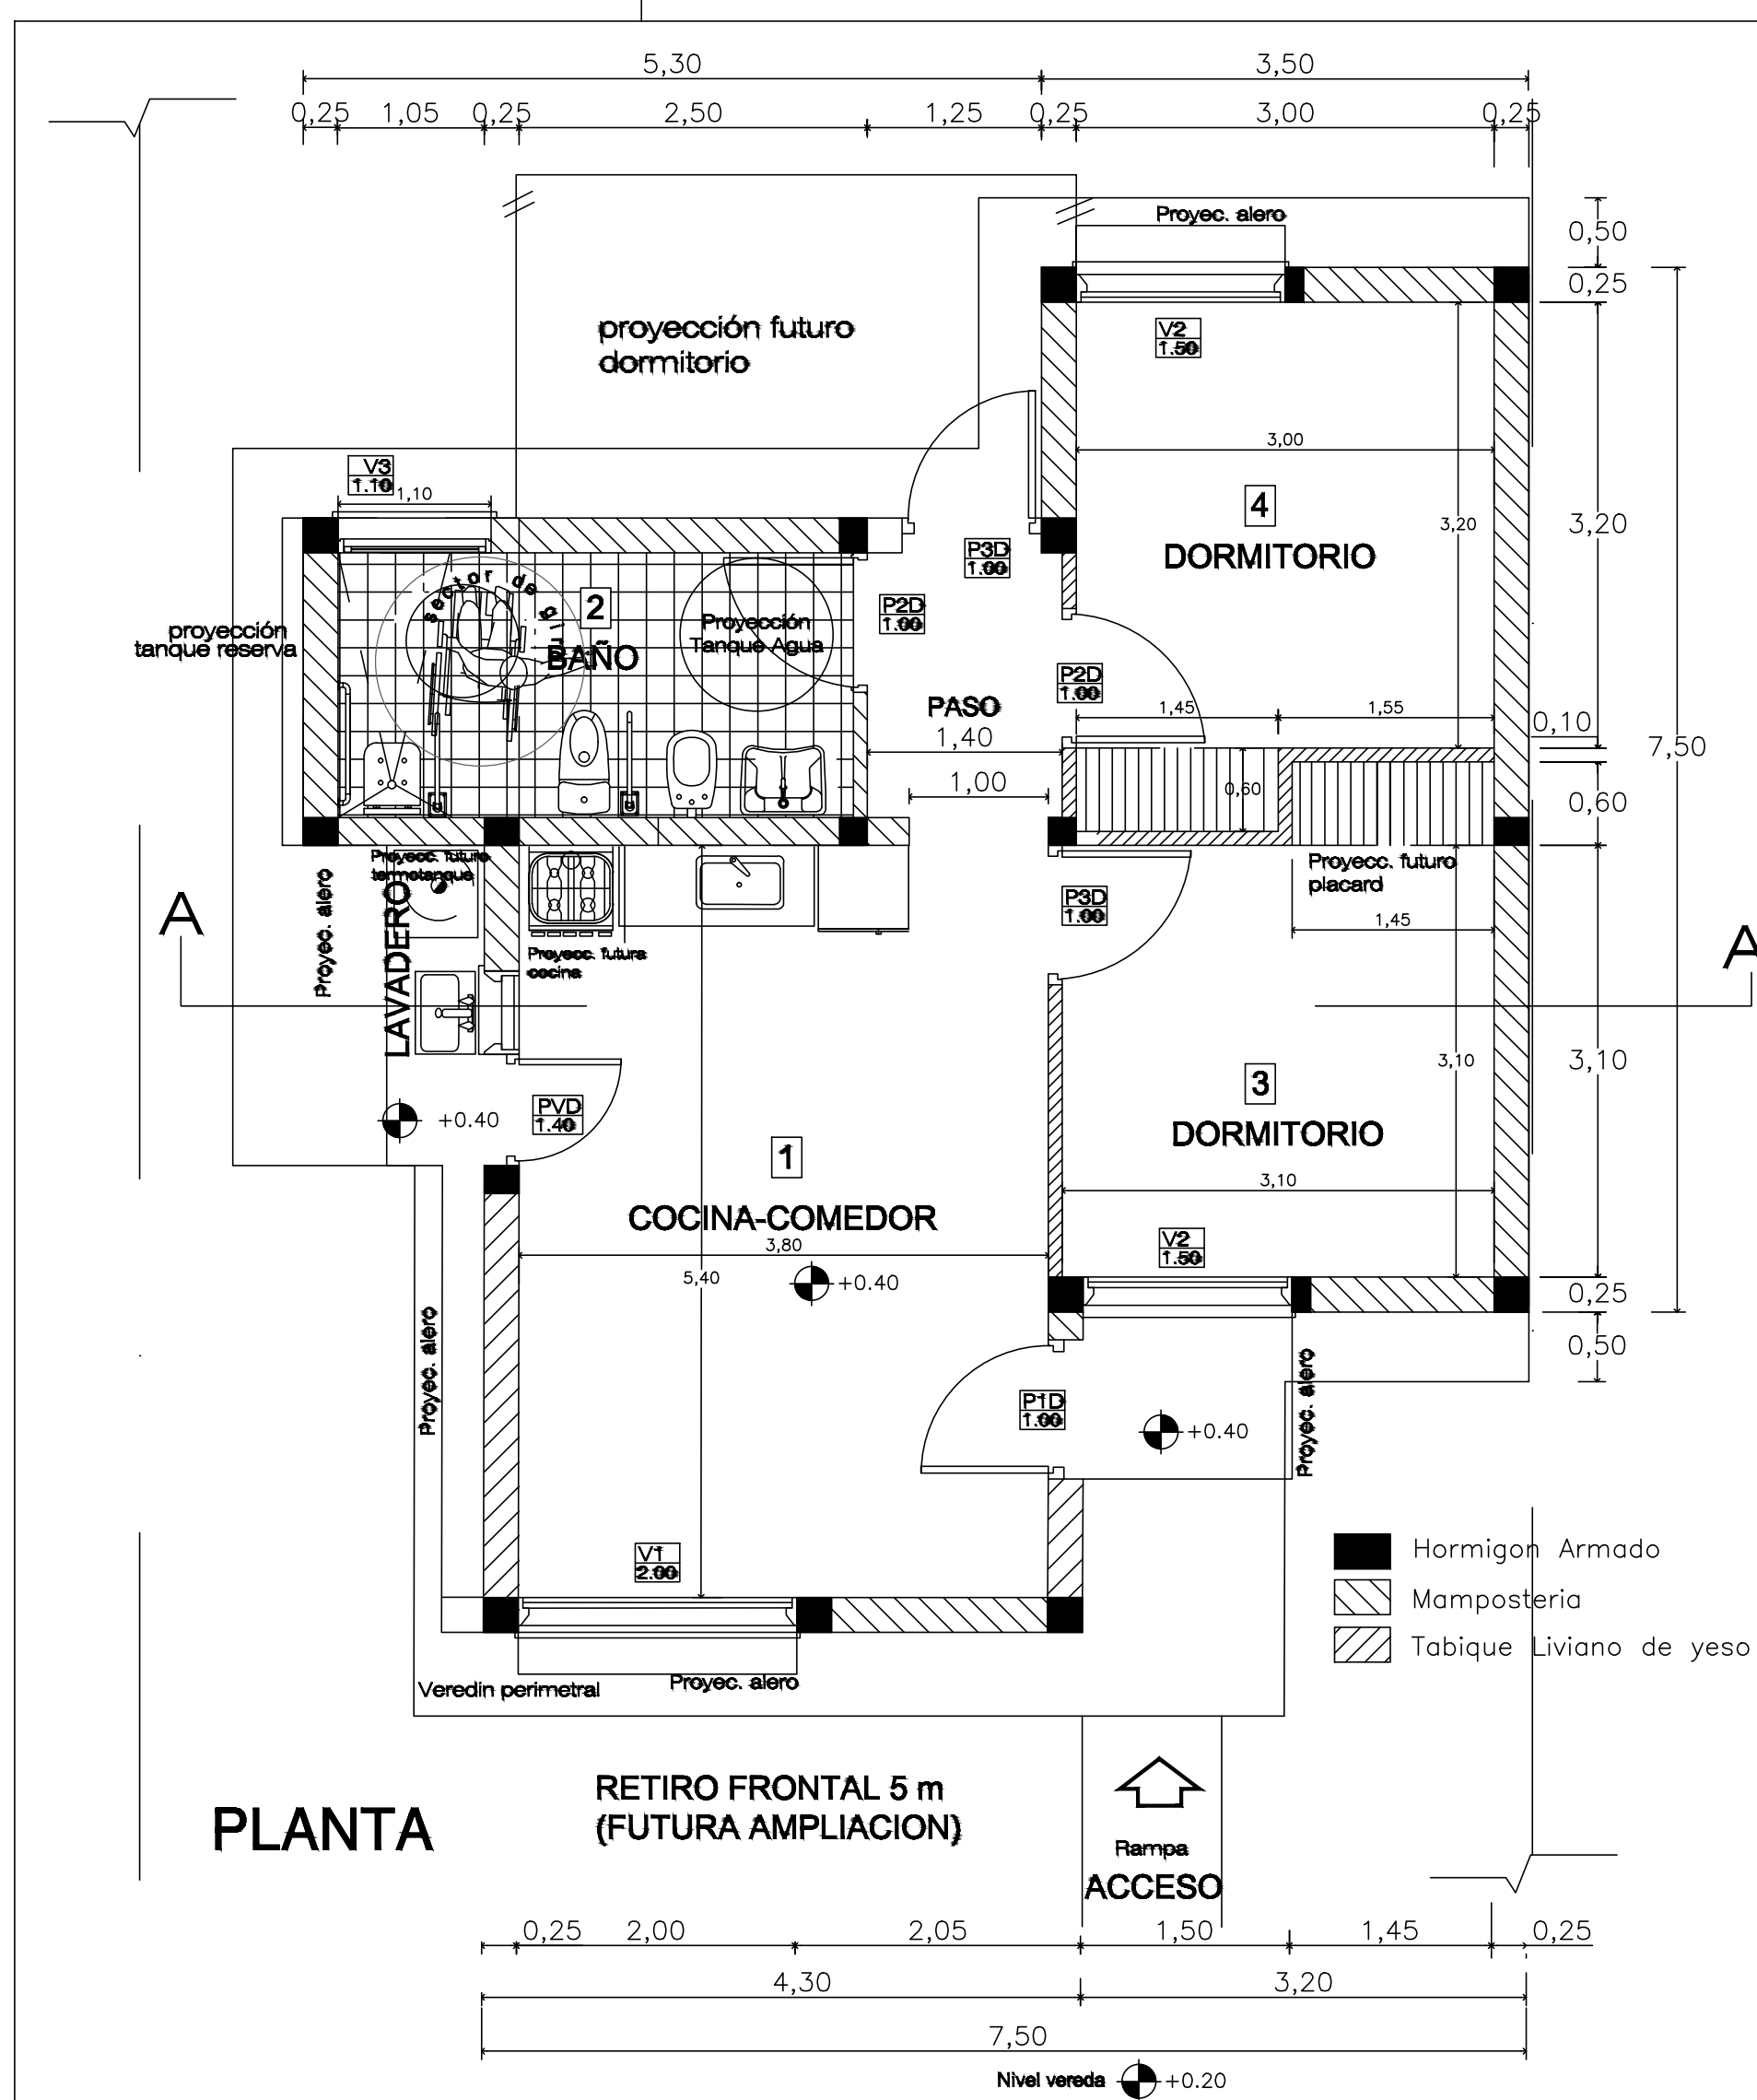 5,30
3,50
0,25
1,05
0,25
2,50
1,25
0,25
3,00
0,25
Proyec. alero
0,50
0,25
proyección futuro
dormitorio
V2
1.50
3,00
V3
1.10
1,10
4
3,20
3,20
DORMITORIO
P3D
1.00
sector de giro
2
P2D
1.00
proyección
tanque reserva
Proyección
Tanque Agua
BAÑO
P2D
1.00
PASO
1,45
1,55
0,10
1,40
7,50
1,00
0,60
0,60
Proyecc. futuro
termotanque
Proyecc. futuro
placard
Proyec. alero
LAVADERO
P3D
1.00
1,45
A
A
Proyecc. futura
cocina
3,10
3,10
3
PVD
1.40
+0.40
DORMITORIO
1
3,10
COCINA-COMEDOR
3,80
V2
1.50
5,40
+0.40
0,25
Proyec. alero
0,50
P1D
1.00
+0.40
Proyec. alero
V1
2.00
Hormigon Armado
Mamposteria
Tabique Liviano de yeso
Veredin perimetral
Proyec. alero
RETIRO FRONTAL 5 m
(FUTURA AMPLIACION)
PLANTA
Rampa
ACCESO
0,25
2,00
2,05
1,50
1,45
0,25
4,30
3,20
7,50
Nivel vereda
+0.20